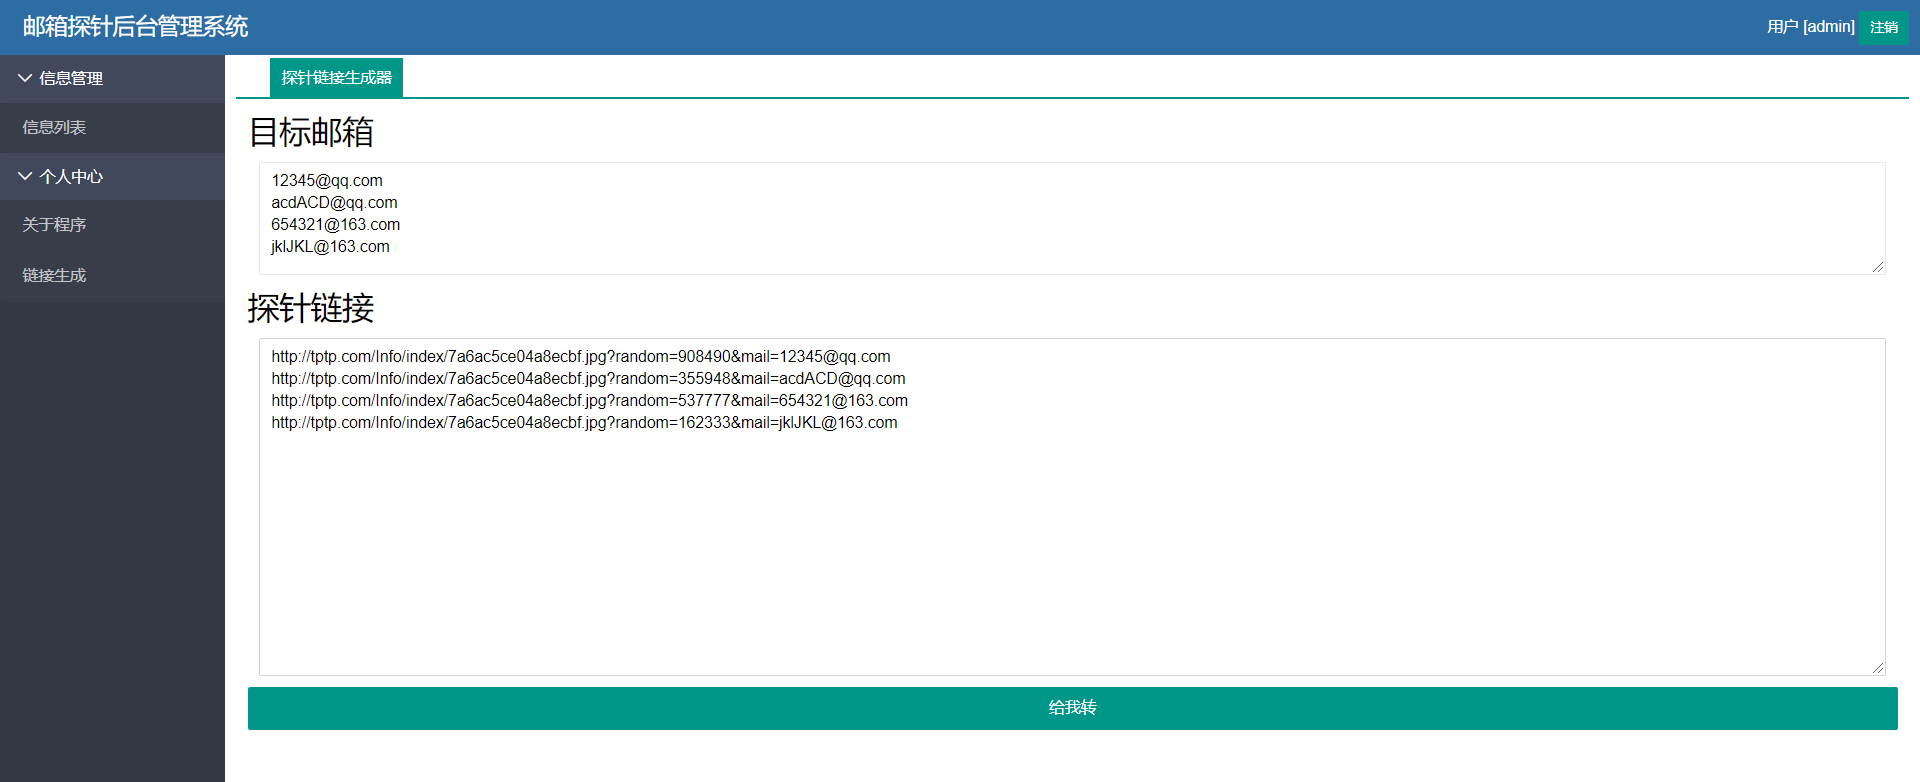 邮箱探针后台管理系统
用户 [admin] 注销
信息管理
信息列表
个人中心
关于程序
链接生成
探针链接生成器
目标邮箱
12345@qq.com
acdACD@qq.com
654321@163.com
jklJKL@163.com
探针链接
http://tptp.com/Info/index/7a6ac5ce04a8ecbf.jpg?random=908490&mail=12345@qq.com
http://tptp.com/Info/index/7a6ac5ce04a8ecbf.jpg?random=355948&mail=acdACD@qq.com
http://tptp.com/Info/index/7a6ac5ce04a8ecbf.jpg?random=537777&mail=654321@163.com
http://tptp.com/Info/index/7a6ac5ce04a8ecbf.jpg?random=162333&mail=jklJKL@163.com
给我转